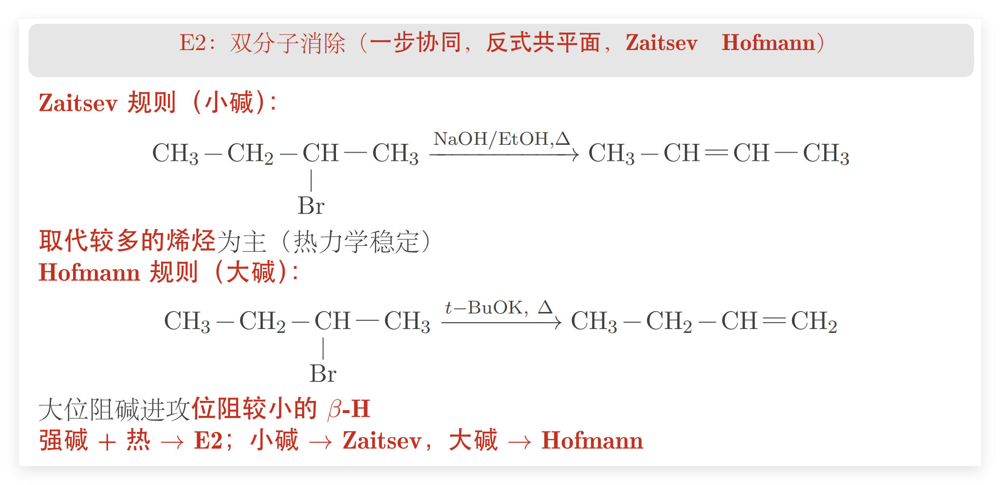 E2：双分子消除（一步协同，反式共平面，Zaitsev Hofmann）
Zaitsev 规则（小碱）：
NaOH/EtOH,Δ
CH₃—CH₂—CH—CH₃ ⟶ CH₃—CH=CH—CH₃
Br
取代较多的烯烃为主（热力学稳定）
Hofmann 规则（大碱）：
t−BuOK, Δ
CH₃—CH₂—CH—CH₃ ⟶ CH₃—CH₂—CH=CH₂
Br
大位阻碱进攻位阻较小的 β-H
强碱 + 热 → E2；小碱 → Zaitsev，大碱 → Hofmann